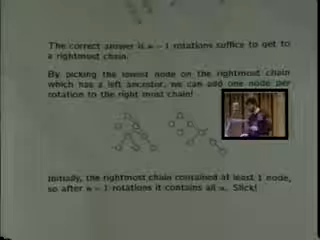 The correct answer is n − 1 rotations suffice to get to
a rightmost chain.
By picking the lowest node on the rightmost chain
which has a left ancestor, we can add one node per
rotation to the right most chain!
Initially, the rightmost chain contained at least 1 node,
so after n − 1 rotations it contains all n. Slick!